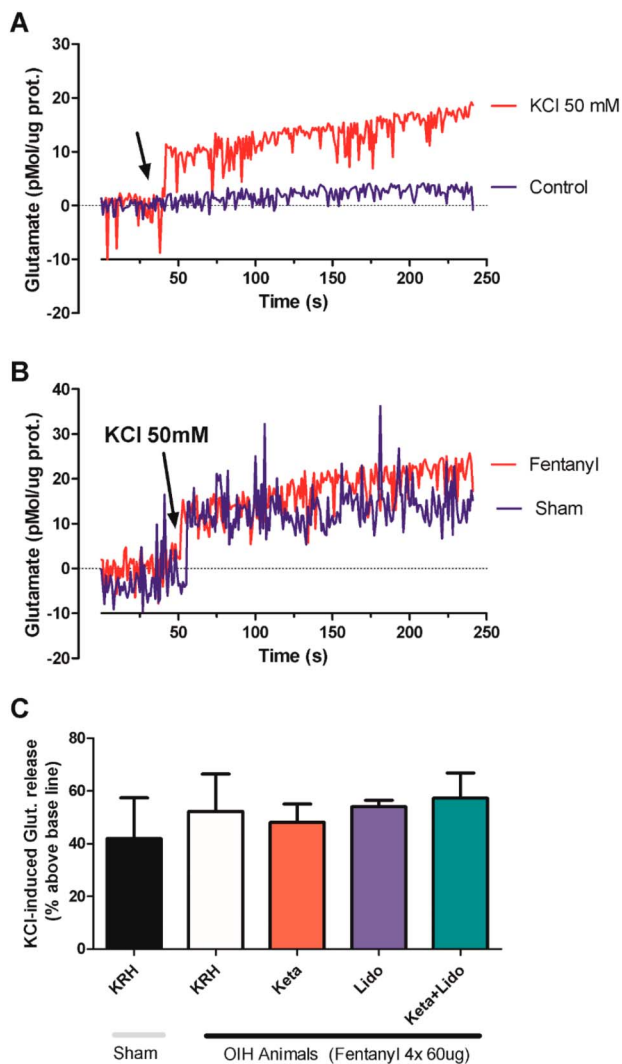 A
Glutamate (pMol/ug prot.)
30
20
10
0
-10
-20
50
100
150
200
250
Time (s)
KCl 50 mM
Control
B
Glutamate (pMol/ug prot.)
40
30
20
10
0
-10
-20
KCl 50mM
50
100
150
200
250
Time (s)
Fentanyl
Sham
C
KCl-induced Glut. release
(% above base line)
80
60
40
20
0
KRH
KRH
Keta
Lido
Keta+Lido
Sham
OIH Animals (Fentanyl 4x 60ug)